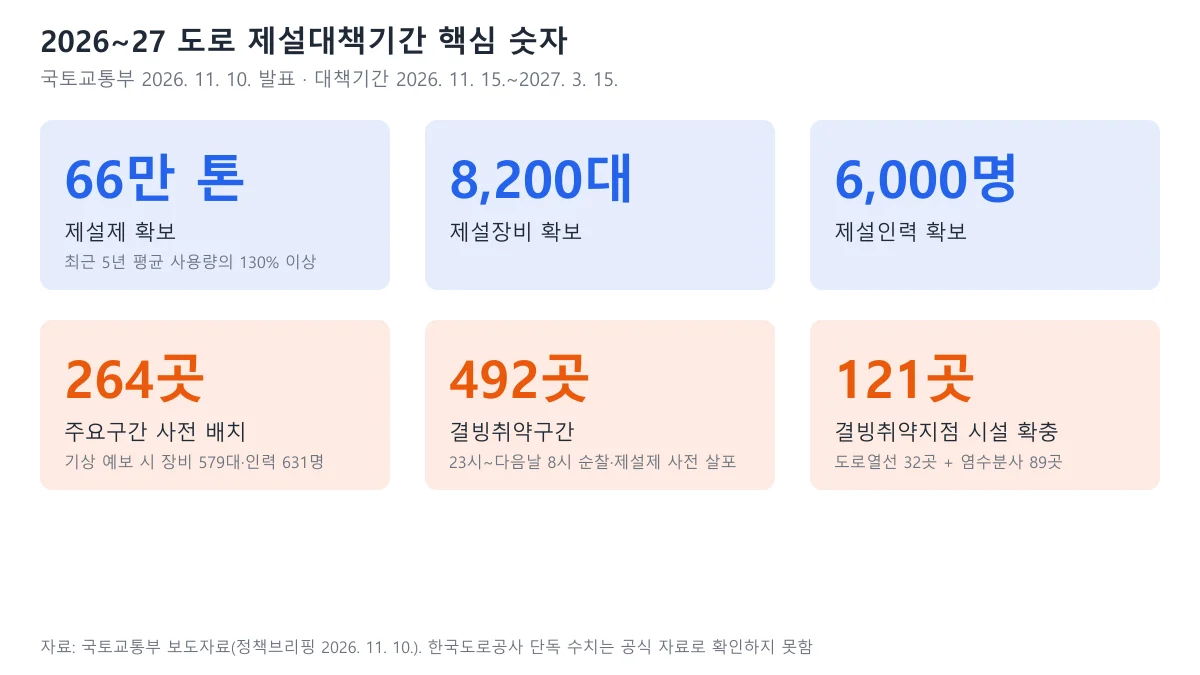 2026~27 도로 제설대책기간 핵심 숫자
국토교통부 2026. 11. 10. 발표 · 대책기간 2026. 11. 15.~2027. 3. 15.
66만 톤
제설제 확보
최근 5년 평균 사용량의 130% 이상
8,200대
제설장비 확보
6,000명
제설인력 확보
264곳
주요구간 사전 배치
기상 예보 시 장비 579대·인력 631명
492곳
결빙취약구간
23시~다음날 8시 순찰·제설제 사전 살포
121곳
결빙취약지점 시설 확충
도로열선 32곳 + 염수분사 89곳
자료: 국토교통부 보도자료(정책브리핑 2026. 11. 10.). 한국도로공사 단독 수치는 공식 자료로 확인하지 못함